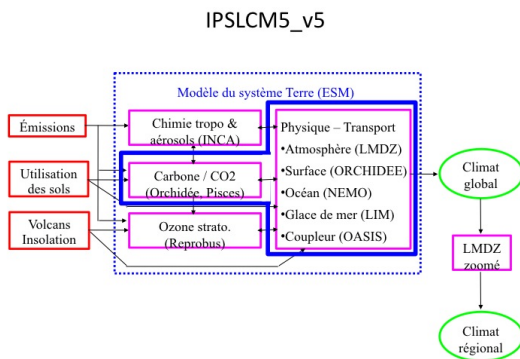 IPSLCM5_v5
Modèle du système Terre (ESM)
Émissions
Utilisation
des sols
Volcans
Insolation
Chimie tropo &
aérosols (INCA)
Carbone / CO2
(Orchidée, Pisces)
Ozone strato.
(Reprobus)
Physique – Transport
•Atmosphère (LMDZ)
•Surface (ORCHIDEE)
•Océan (NEMO)
•Glace de mer (LIM)
•Coupleur (OASIS)
Climat
global
LMDZ
zoomé
Climat
régional